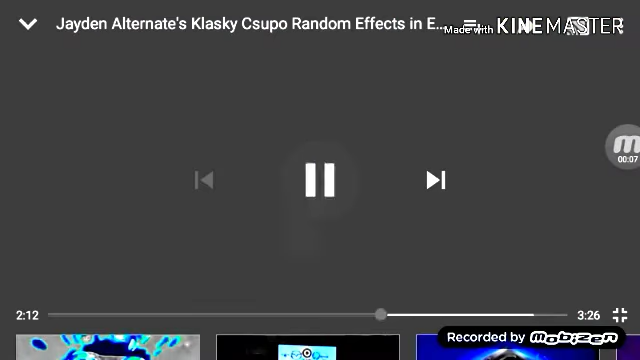 Jayden Alternate's Klasky Csupo Random Effects in E...
Made with KINEMASTER
00:07
2:12
3:26
Recorded by Mobizen